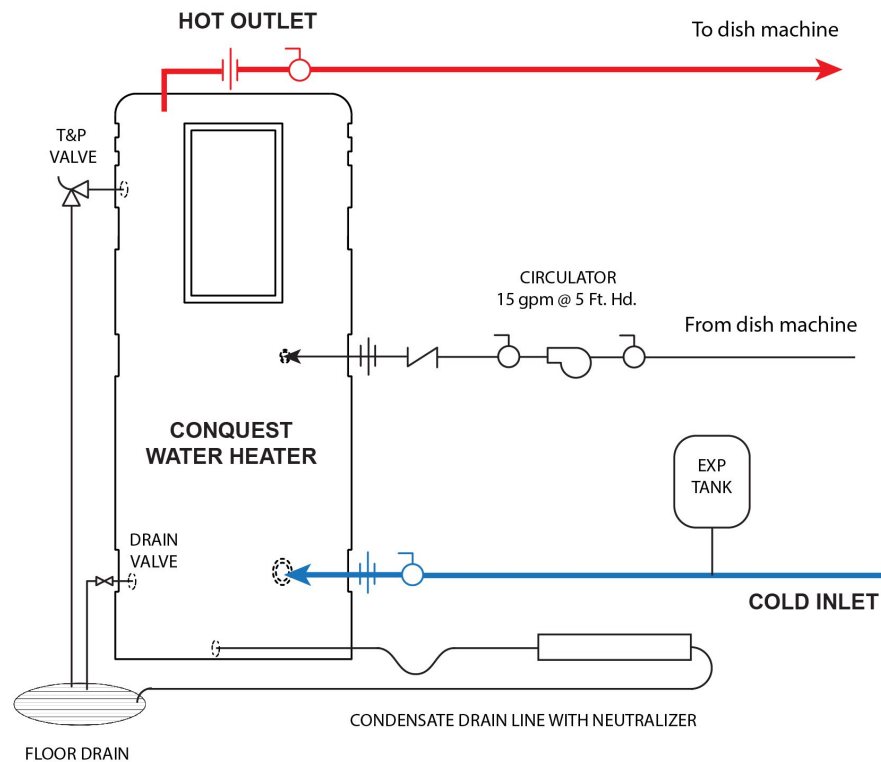 HOT OUTLET
To dish machine
T&P
VALVE
CIRCULATOR
15 gpm @ 5 Ft. Hd.
From dish machine
CONQUEST
WATER HEATER
EXP
TANK
DRAIN
VALVE
COLD INLET
CONDENSATE DRAIN LINE WITH NEUTRALIZER
FLOOR DRAIN